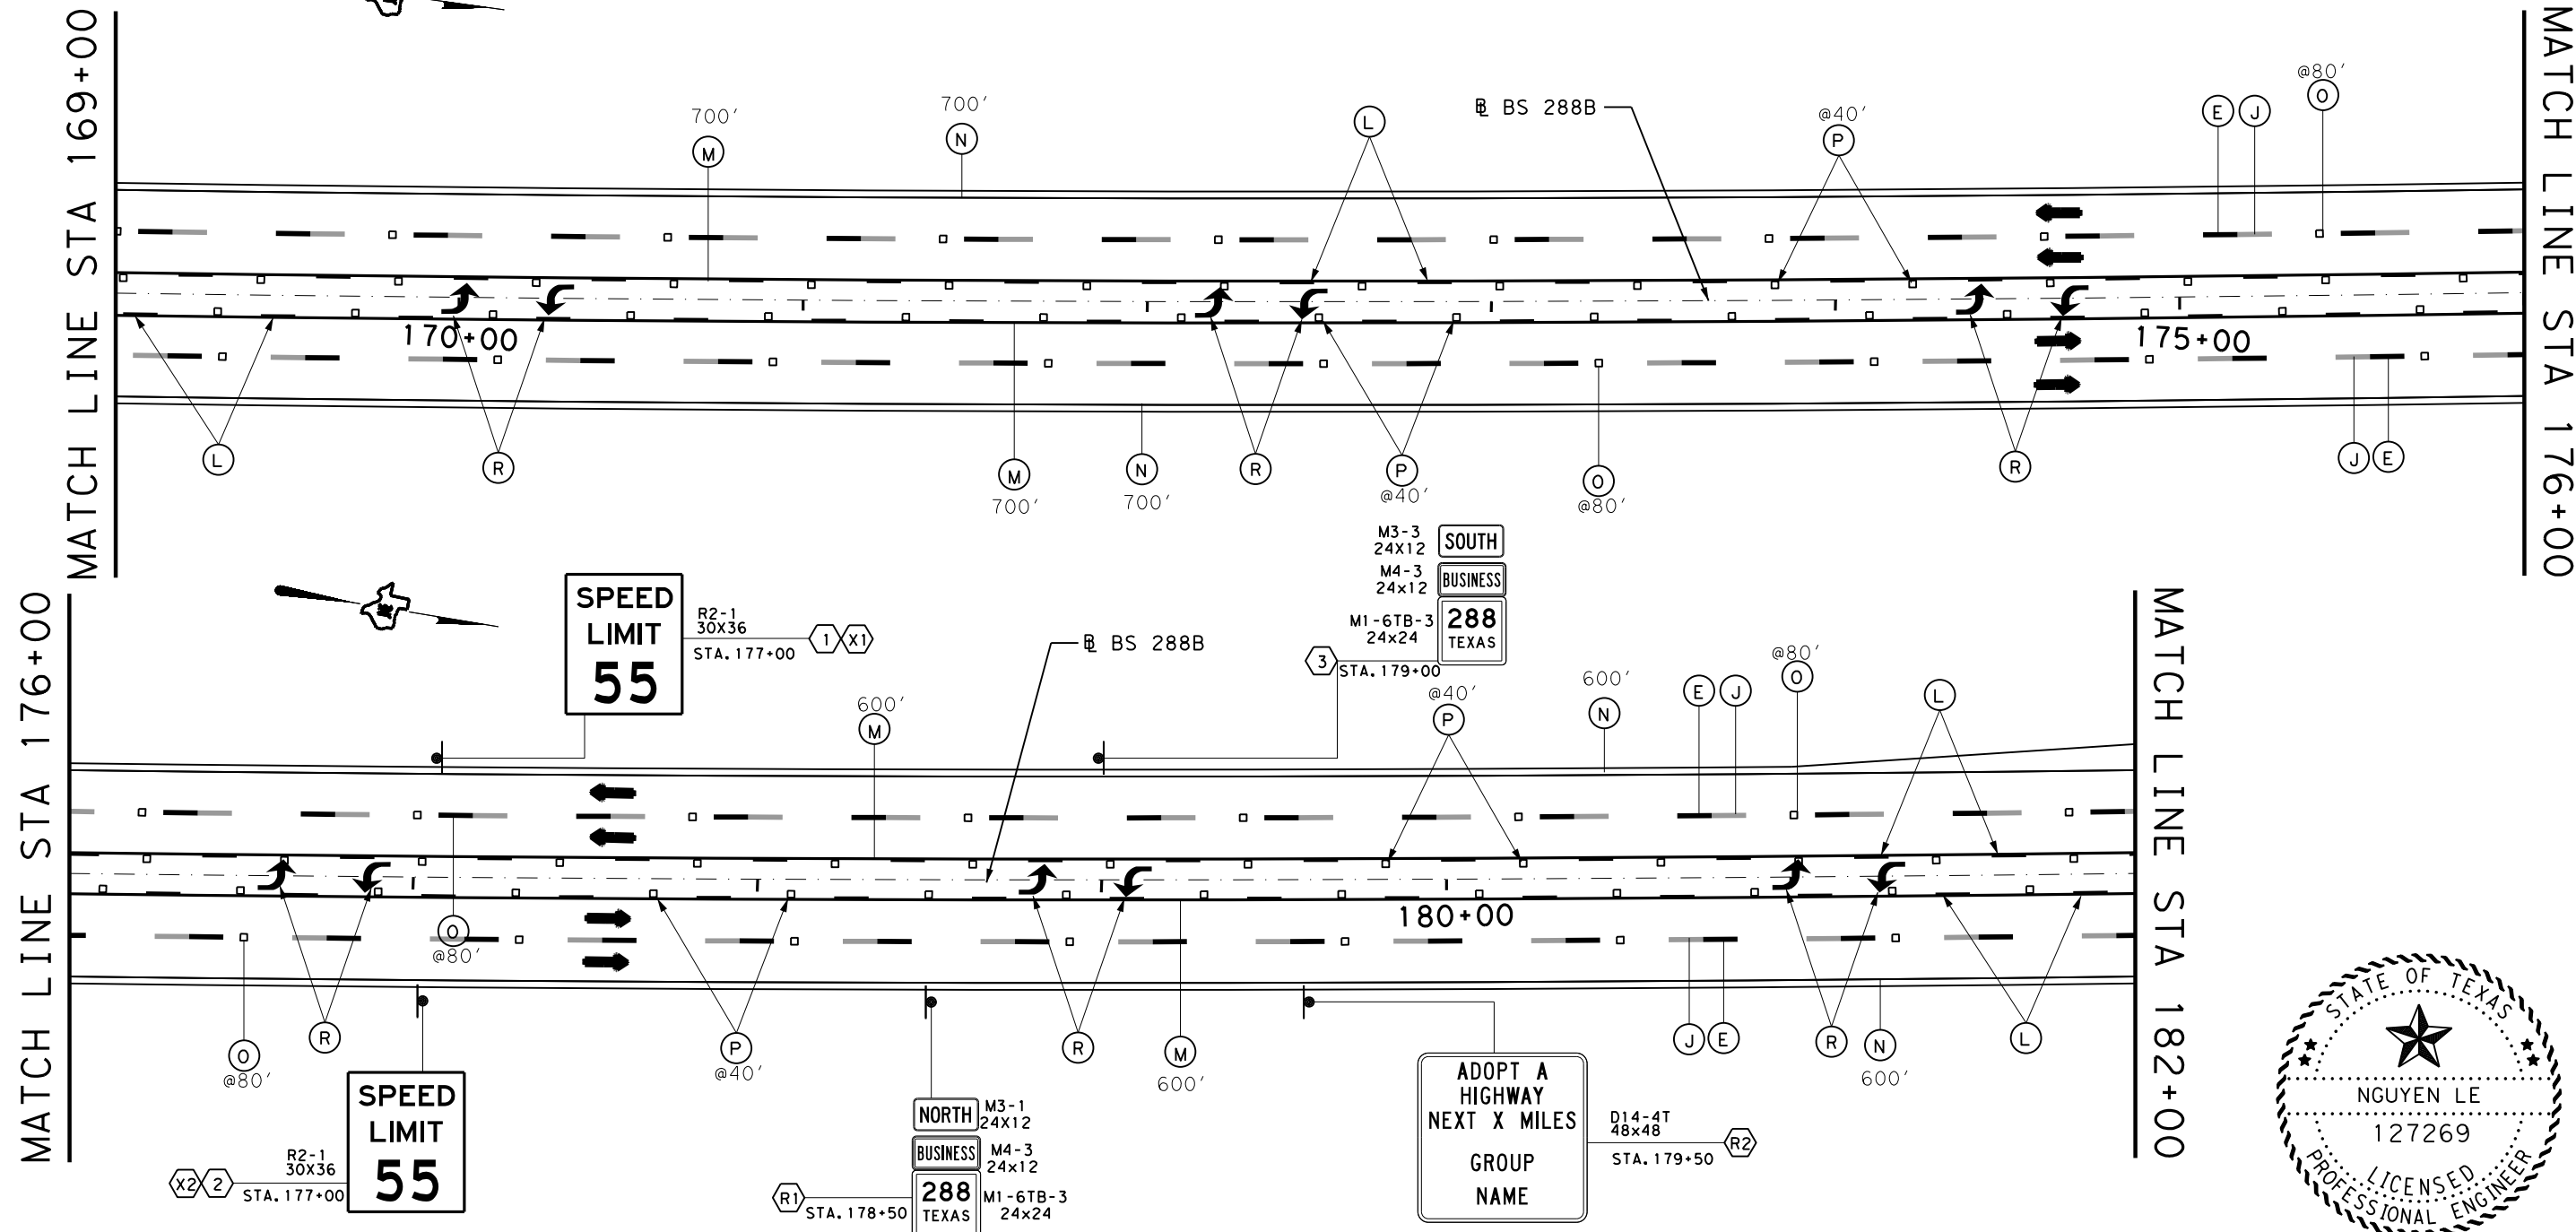 MATCH LINE STA 169+00
700'
M
700'
N
L
℄ BS 288B
@40'
P
E
J
@80'
O
MATCH LINE STA 176+00
170+00
175+00
L
R
M
700'
N
700'
R
P
@40'
O
@80'
R
J
E
MATCH LINE STA 176+00
SPEED
LIMIT
55
R2-1
30X36
STA.177+00
1
X1
℄ BS 288B
M3-3
24X12
SOUTH
M4-3
24x12
BUSINESS
M1-6TB-3
24x24
288
TEXAS
3
STA.179+00
600'
M
@40'
P
600'
N
E
J
@80'
O
L
MATCH LINE STA 182+00
180+00
O
@80'
O
@80'
R
P
@40'
R
M
600'
J
E
R
N
600'
L
SPEED
LIMIT
55
R2-1
30X36
STA.177+00
X2
2
NORTH
M3-1
24X12
BUSINESS
M4-3
24x12
288
TEXAS
M1-6TB-3
24x24
R1
STA.178+50
ADOPT A
HIGHWAY
NEXT X MILES
GROUP
NAME
D14-4T
48x48
STA.179+50
R2
STATE OF TEXAS
NGUYEN LE
127269
LICENSED
PROFESSIONAL ENGINEER